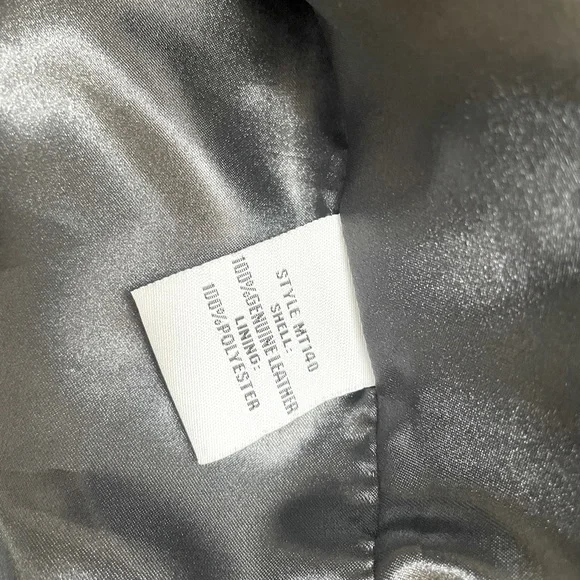 STYLE MT140
SHELL:
100%GENUINE LEATHER
LINING:
100%POLYESTER